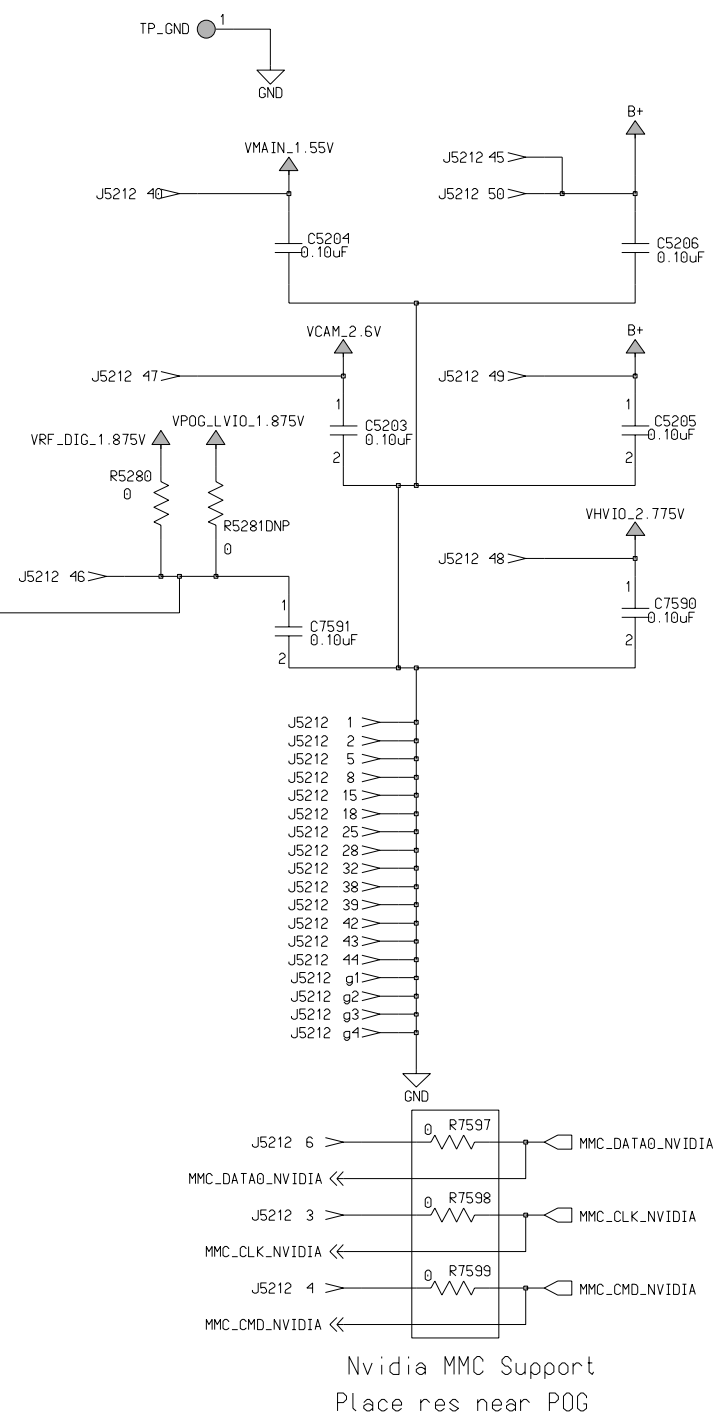 TP_GND 1
GND
B+
VMAIN_1.55V
J5212 45
J5212 40
J5212 50
C5204
0.10uF
C5206
0.10uF
VCAM_2.6V
B+
J5212 47
J5212 49
1
C5203
0.10uF
2
1
C5205
0.10uF
2
VPOG_LVIO_1.875V
VRF_DIG_1.875V
R5280
0
R5281DNP
0
VHVIO_2.775V
J5212 48
J5212 46
1
C7591
0.10uF
2
1
C7590
0.10uF
2
J5212 1
J5212 2
J5212 5
J5212 8
J5212 15
J5212 18
J5212 25
J5212 28
J5212 32
J5212 38
J5212 39
J5212 42
J5212 43
J5212 44
J5212 g1
J5212 g2
J5212 g3
J5212 g4
GND
0 R7597
J5212 6
MMC_DATA0_NVIDIA
MMC_DATA0_NVIDIA
0 R7598
J5212 3
MMC_CLK_NVIDIA
MMC_CLK_NVIDIA
0 R7599
J5212 4
MMC_CMD_NVIDIA
MMC_CMD_NVIDIA
Nvidia MMC Support
Place res near POG